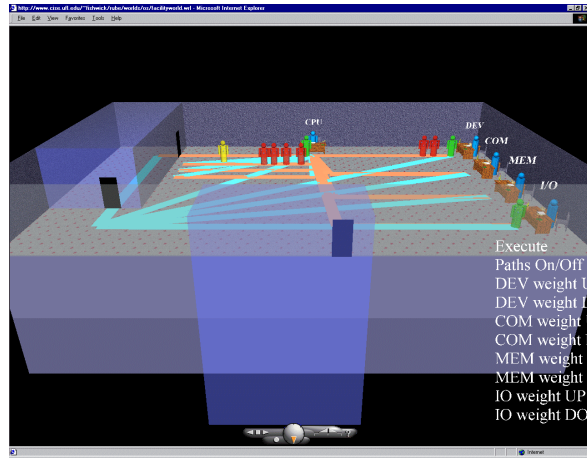 http://www.cise.ufl.edu/~fishwick/rube/worlds/os/facilityworld.wrl - Microsoft Internet Explorer
File Edit View Favorites Tools Help
CPU
DEV
COM
MEM
I/O
Execute
Paths On/Off
DEV weight U
DEV weight
COM weight
COM weight
MEM weight
MEM weight
IO weight UP
IO weight DO
Internet